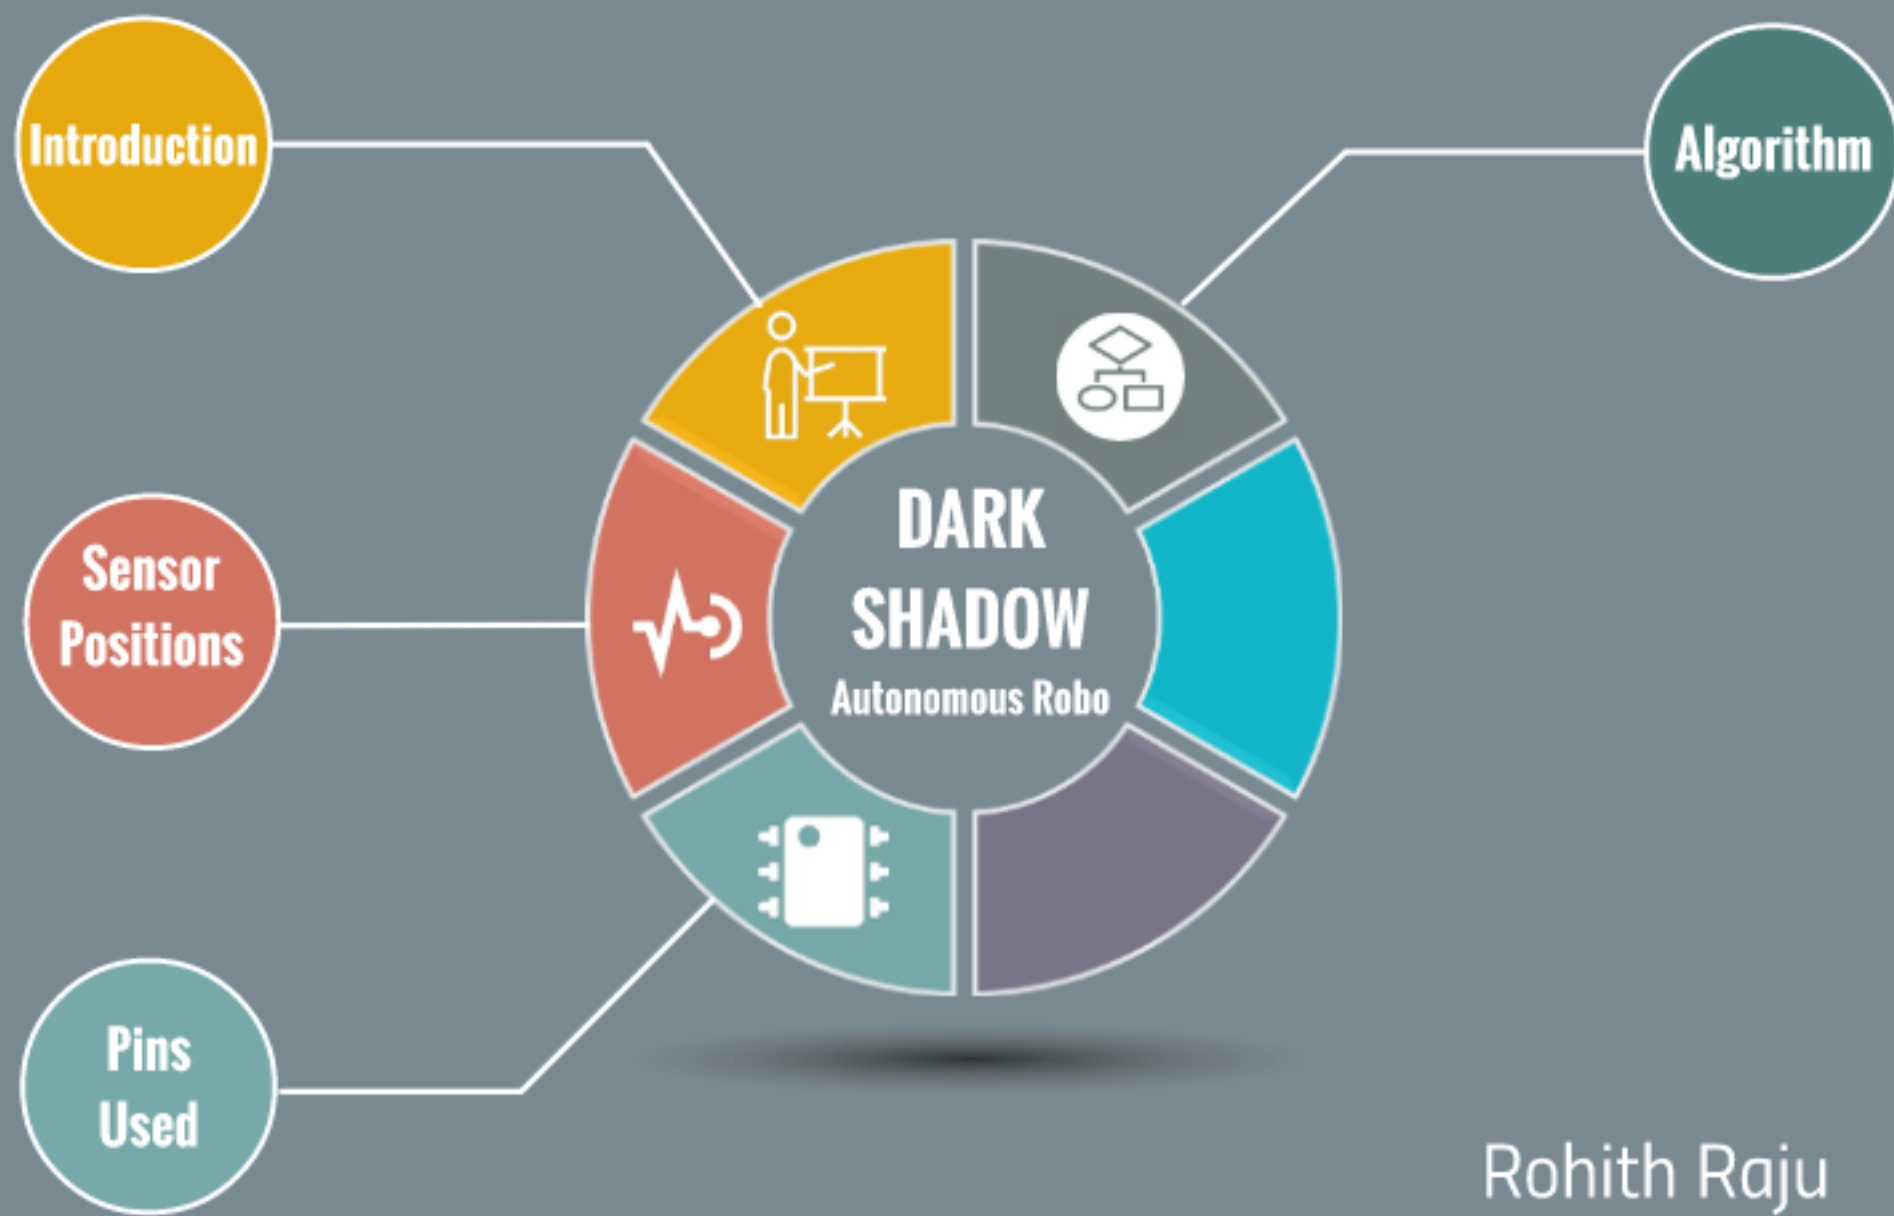 Introduction
Algorithm
Sensor
Positions
DARK
SHADOW
Autonomous Robo
Pins
Used
Rohith Raju